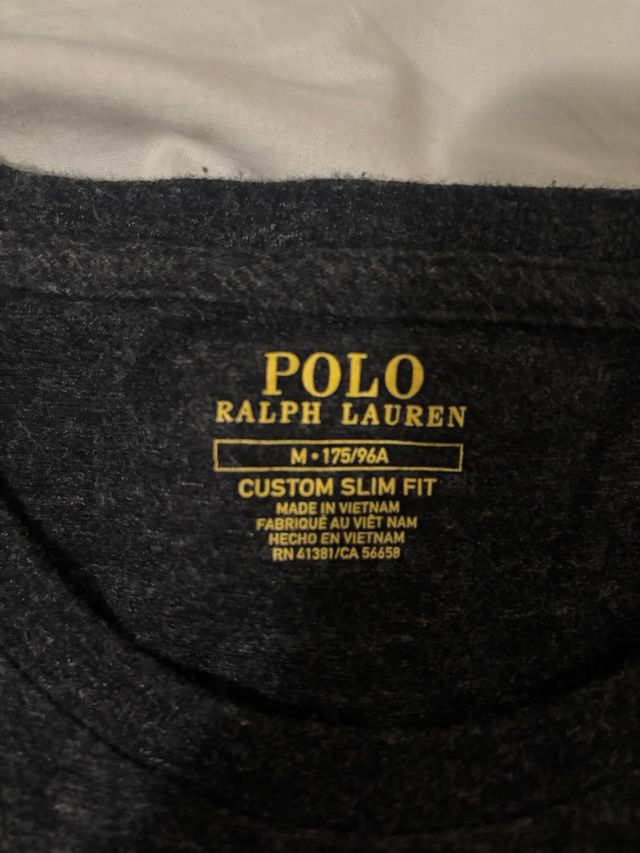 POLO
RALPH LAUREN
M • 175/96A
CUSTOM SLIM FIT
MADE IN VIETNAM
FABRIQUÉ AU VIÊT NAM
HECHO EN VIETNAM
RN 41381/CA 56658